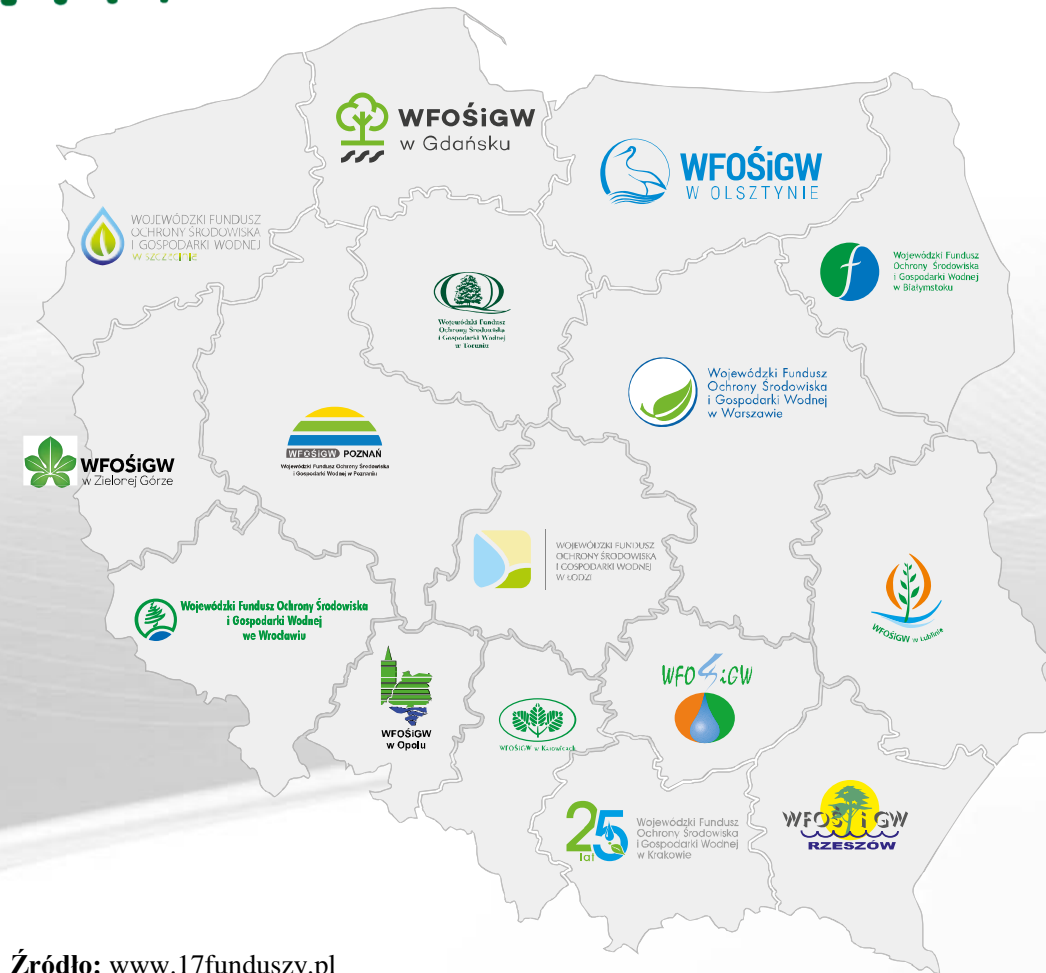 WFOŚiGW
w Gdańsku
WFOŚiGW
W OLSZTYNIE
WOJEWÓDZKI FUNDUSZ
OCHRONY ŚRODOWISKA
I GOSPODARKI WODNEJ
w szczecinie
Wojewódzki Fundusz
Ochrony Środowiska
i Gospodarki Wodnej
w Białymstoku
Wojewódzki Fundusz
Ochrony Środowiska
i Gospodarki Wodnej
w Toruniu
Wojewódzki Fundusz
Ochrony Środowiska
i Gospodarki Wodnej
w Warszawie
WFOŚiGW POZNAŃ
Wojewódzki Fundusz Ochrony Środowiska
i Gospodarki Wodnej w Poznaniu
WFOŚiGW
w Zielonej Górze
WOJEWÓDZKI FUNDUSZ
OCHRONY ŚRODOWISKA
I GOSPODARKI WODNEJ
W ŁODZI
Wojewódzki Fundusz Ochrony Środowiska
i Gospodarki Wodnej
we Wrocławiu
WFOŚiGW w Lublinie
WFOŚiGW
w Opolu
WFOŚiGW w Katowicach
WFOŚiGW
25 lat
Wojewódzki Fundusz
Ochrony Środowiska
i Gospodarki Wodnej
w Krakowie
WFOŚiGW
RZESZÓW
Źródło: www.17funduszy.pl